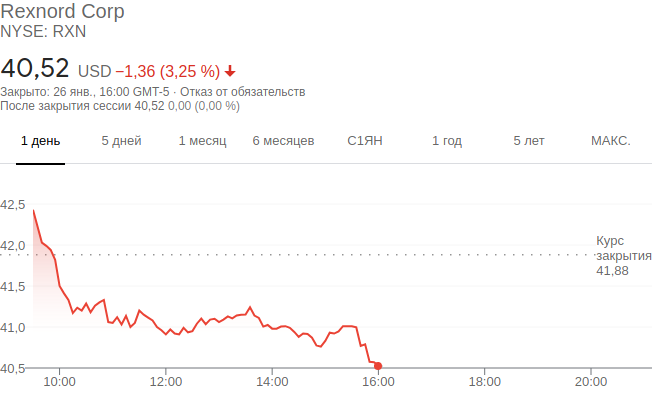 Rexnord Corp
NYSE: RXN
40,52 USD −1,36 (3,25 %)
Закрыто: 26 янв., 16:00 GMT-5 · Отказ от обязательств
После закрытия сессии 40,52 0,00 (0,00 %)
1 день 5 дней 1 месяц 6 месяцев С1ЯН 1 год 5 лет МАКС.
42,5
42,0
41,5
41,0
40,5
Курс
закрытия
41,88
10:00 12:00 14:00 16:00 18:00 20:00